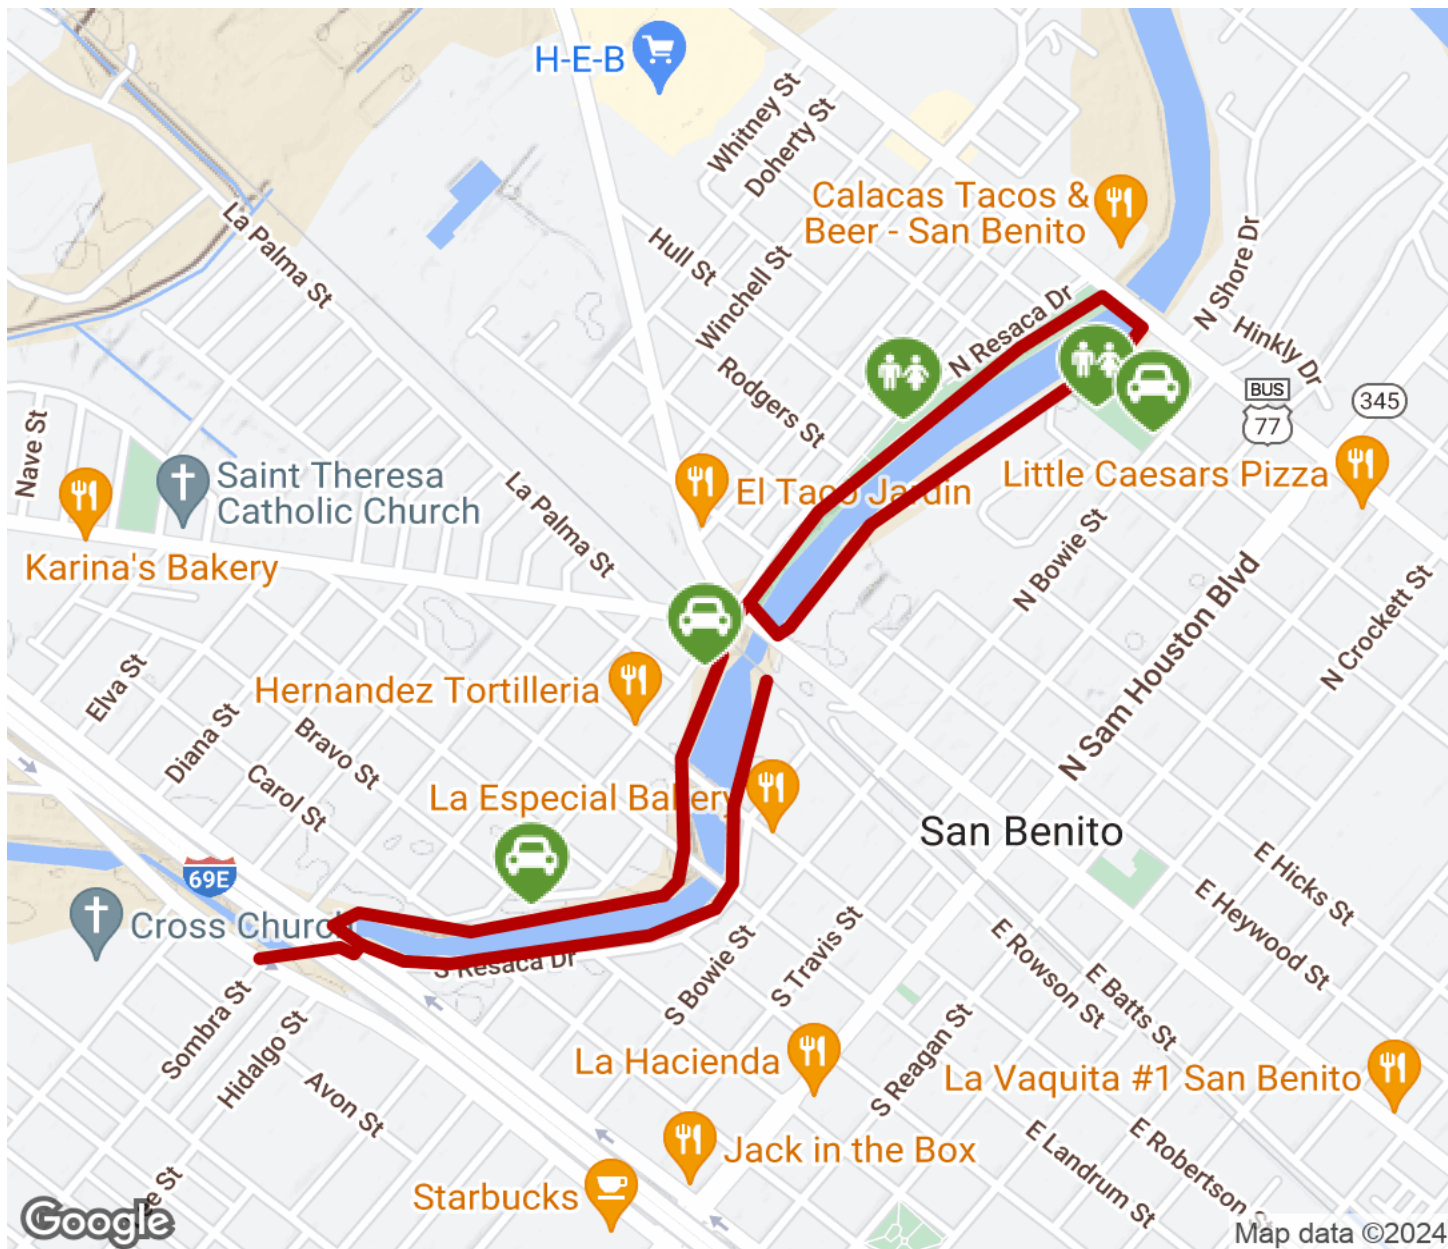 H-E-B
Whitney St
Doherty St
Calacas Tacos &
Beer - San Benito
La Palma St
Hull St
Winchell St
N Shore Dr
N Resaca Dr
Hinkly Dr
Rodgers St
BUS
77
345
Nave St
Saint Theresa
Catholic Church
El Taco Jardin
Little Caesars Pizza
La Palma St
Karina's Bakery
N Bowie St
N Sam Houston Blvd
N Crockett St
Elva St
Hernandez Tortilleria
Diana St
Bravo St
Carol St
La Especial Bakery
San Benito
69E
Cross Church
E Hicks St
E Heywood St
S Resaca Dr
S Bowie St
S Travis St
E Rowson St
E Batts St
Sombra St
Hidalgo St
Avon St
La Hacienda
S Reagan St
La Vaquita #1 San Benito
Jack in the Box
E Landrum St
E Robertson St
Starbucks
Google
Map data ©2024